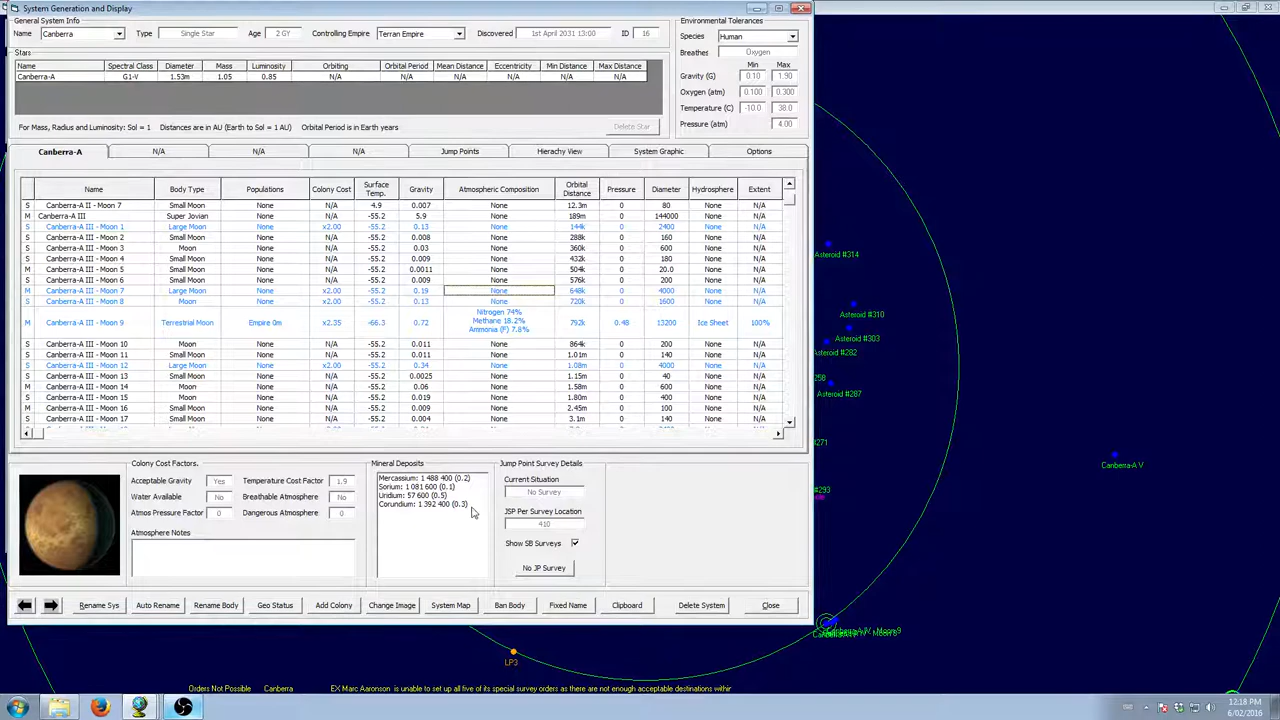 System Generation and Display
General System Info
Name Canberra Type Single Star Age 2 GY Controlling Empire Terran Empire Discovered 1st April 2031 13:00 ID 16
Stars
Name Spectral Class Diameter Mass Luminosity Orbiting Orbital Period Mean Distance Eccentricity Min Distance Max Distance
Canberra-A G1-V 1.53m 1.05 0.85 N/A N/A N/A N/A N/A N/A
For Mass, Radius and Luminosity: Sol = 1 Distances are in AU (Earth to Sol = 1 AU) Orbital Period is in Earth years Delete Star
Environmental Tolerances
Species Human
Breathes Oxygen
Min Max
Gravity (G) 0.10 1.90
Oxygen (atm) 0.100 0.300
Temperature (C) -10.0 38.0
Pressure (atm) 4.00
Canberra-A N/A N/A N/A Jump Points Hierachy View System Graphic Options
Name Body Type Populations Colony Cost Surface Temp. Gravity Atmospheric Composition Orbital Distance Pressure Diameter Hydrosphere Extent
S Canberra-A II - Moon 7 Small Moon None N/A 4.9 0.007 None 12.3m 0 80 None N/A
M Canberra-A III Super Jovian None N/A -55.2 5.9 None 189m 0 144000 None N/A
S Canberra-A III - Moon 1 Large Moon None x2.00 -55.2 0.13 None 144k 0 2400 None N/A
S Canberra-A III - Moon 2 Small Moon None N/A -55.2 0.008 None 288k 0 160 None N/A
M Canberra-A III - Moon 3 Moon None N/A -55.2 0.03 None 360k 0 600 None N/A
S Canberra-A III - Moon 4 Small Moon None N/A -55.2 0.009 None 432k 0 180 None N/A
M Canberra-A III - Moon 5 Small Moon None N/A -55.2 0.0011 None 504k 0 20.0 None N/A
S Canberra-A III - Moon 6 Small Moon None N/A -55.2 0.009 None 576k 0 200 None N/A
M Canberra-A III - Moon 7 Large Moon None x2.00 -55.2 0.19 None 648k 0 4000 None N/A
S Canberra-A III - Moon 8 Moon None x2.00 -55.2 0.13 None 720k 0 1600 None N/A
M Canberra-A III - Moon 9 Terrestrial Moon Empire 0m x2.35 -66.3 0.72 Nitrogen 74% Methane 18.2% Ammonia (F) 7.8% 792k 0.48 13200 Ice Sheet 100%
S Canberra-A III - Moon 10 Moon None N/A -55.2 0.011 None 864k 0 200 None N/A
S Canberra-A III - Moon 11 Small Moon None N/A -55.2 0.011 None 1.01m 0 140 None N/A
S Canberra-A III - Moon 12 Large Moon None x2.00 -55.2 0.34 None 1.08m 0 4000 None N/A
S Canberra-A III - Moon 13 Small Moon None N/A -55.2 0.0025 None 1.15m 0 40 None N/A
M Canberra-A III - Moon 14 Moon None N/A -55.2 0.06 None 1.58m 0 600 None N/A
S Canberra-A III - Moon 15 Moon None N/A -55.2 0.019 None 1.80m 0 400 None N/A
M Canberra-A III - Moon 16 Small Moon None N/A -55.2 0.009 None 2.45m 0 100 None N/A
S Canberra-A III - Moon 17 Small Moon None N/A -55.2 0.004 None 3.1m 0 140 None N/A
Colony Cost Factors.
Acceptable Gravity Yes Temperature Cost Factor 1.9
Water Available No Breathable Atmosphere No
Atmos Pressure Factor 0 Dangerous Atmosphere 0
Atmosphere Notes
Mineral Deposits
Mercassium: 1 488 400 (0.2)
Sorium: 1 081 600 (0.1)
Uridium: 57 600 (0.5)
Corundium: 1 392 400 (0.3)
Jump Point Survey Details
Current Situation
No Survey
JSP Per Survey Location
410
Show SB Surveys
No JP Survey
Rename Sys Auto Rename Rename Body Geo Status Add Colony Change Image System Map Ban Body Fixed Name Clipboard Delete System Close
Asteroid #314
Asteroid #310
Asteroid #303
Asteroid #282
258
Asteroid #287
#271
Canberra-A V
#293
LP3
Orders Not Possible Canberra EX Marc Aaronson is unable to set up all five of its special survey orders as there are not enough acceptable destinations withir
12:18 PM
6/02/2016